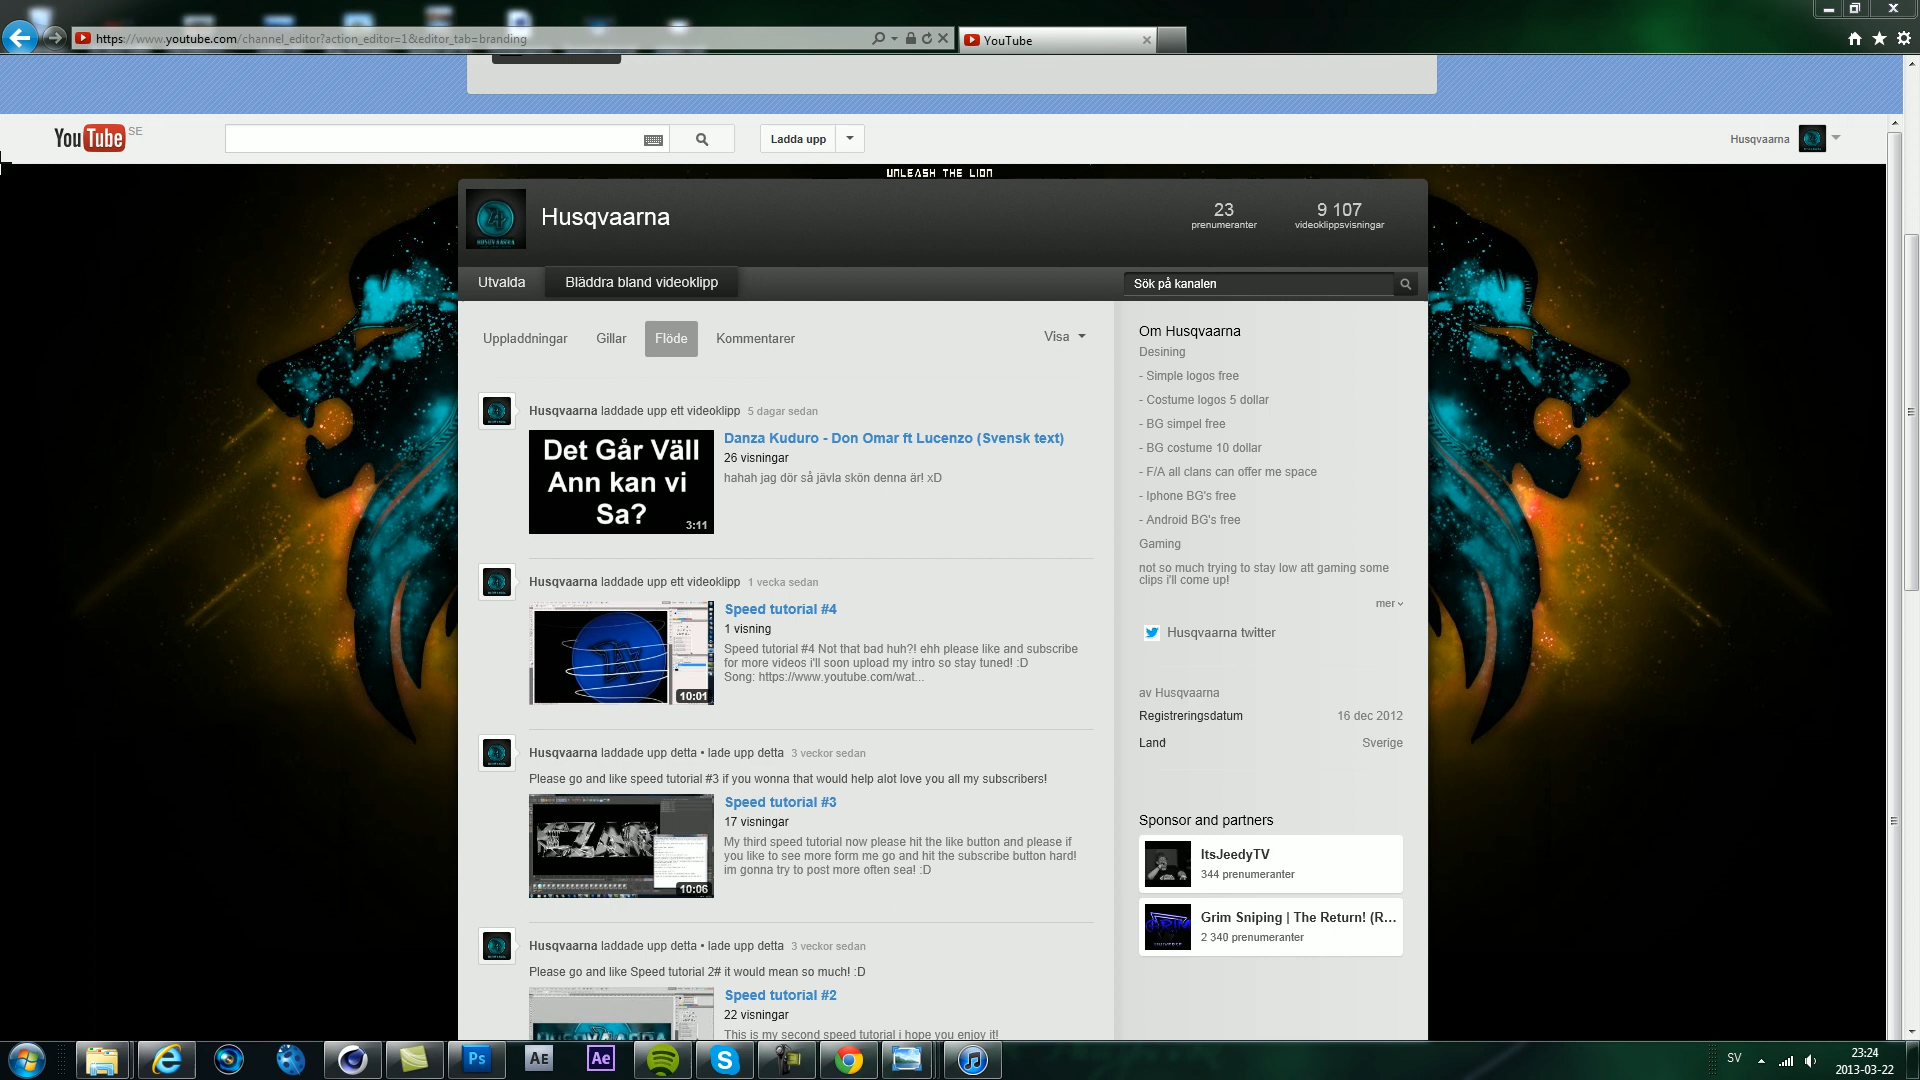 https://www.youtube.com/channel_editor?action_editor=1&editor_tab=branding
YouTube
YouTube SE
Ladda upp
Husqvaarna
UNLEASH THE LION
Husqvaarna
23
prenumeranter
9 107
videoklippsvisningar
Utvalda
Bläddra bland videoklipp
Sök på kanalen
Uppladdningar
Gillar
Flöde
Kommentarer
Visa
Husqvaarna laddade upp ett videoklipp 5 dagar sedan
Det Går Väll
Ann kan vi
Sa?
3:11
Danza Kuduro - Don Omar ft Lucenzo (Svensk text)
26 visningar
hahah jag dör så jävla skön denna är! xD
Husqvaarna laddade upp ett videoklipp 1 vecka sedan
10:01
Speed tutorial #4
1 visning
Speed tutorial #4 Not that bad huh?! ehh please like and subscribe
for more videos i'll soon upload my intro so stay tuned! :D
Song: https://www.youtube.com/wat...
Husqvaarna laddade upp detta • lade upp detta 3 veckor sedan
Please go and like speed tutorial #3 if you wonna that would help alot love you all my subscribers!
10:06
Speed tutorial #3
17 visningar
My third speed tutorial now please hit the like button and please if
you like to see more form me go and hit the subscribe button hard!
im gonna try to post more often sea! :D
Husqvaarna laddade upp detta • lade upp detta 3 veckor sedan
Please go and like Speed tutorial 2# it would mean so much! :D
Speed tutorial #2
22 visningar
This is my second speed tutorial i hope you enjoy it!
Om Husqvaarna
Desining
- Simple logos free
- Costume logos 5 dollar
- BG simpel free
- BG costume 10 dollar
- F/A all clans can offer me space
- Iphone BG's free
- Android BG's free
Gaming
not so much trying to stay low att gaming some
clips i'll come up!
mer
Husqvaarna twitter
av Husqvaarna
Registreringsdatum 16 dec 2012
Land Sverige
Sponsor and partners
ItsJeedyTV
344 prenumeranter
Grim Sniping | The Return! (R...
2 340 prenumeranter
Ps
AE
Ae
SV
23:24
2013-03-22